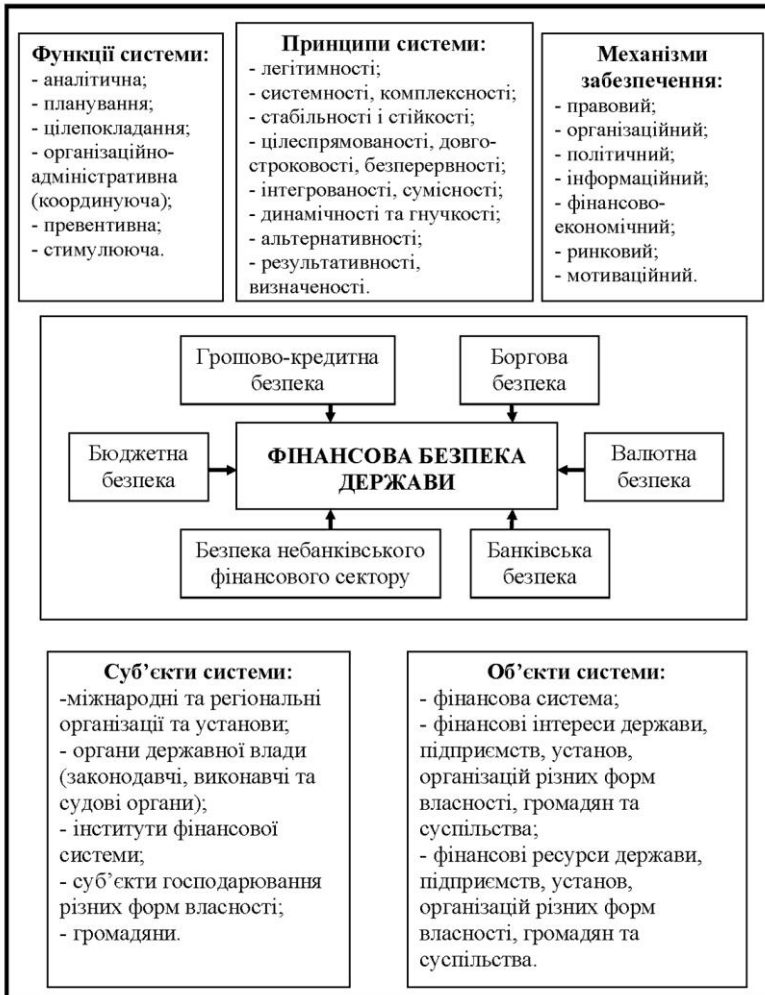 Функції системи:
- аналітична;
- планування;
- цілепокладання;
- організаційно-
адміністративна
(координуюча);
- превентивна;
- стимулююча.
Принципи системи:
- легітимності;
- системності, комплексності;
- стабільності і стійкості;
- цілеспрямованості, довго-
строковості, безперервності;
- інтегрованості, сумісності;
- динамічності та гнучкості;
- альтернативності;
- результативності,
визначеності.
Механізми
забезпечення:
- правовий;
- організаційний;
- політичний;
- інформаційний;
- фінансово-
економічний;
- ринковий;
- мотиваційний.
Грошово-кредитна
безпека
Боргова
безпека
Бюджетна
безпека
ФІНАНСОВА БЕЗПЕКА
ДЕРЖАВИ
Валютна
безпека
Безпека небанківського
фінансового сектору
Банківська
безпека
Суб’єкти системи:
-міжнародні та регіональні
організації та установи;
- органи державної влади
(законодавчі, виконавчі та
судові органи);
- інститути фінансової
системи;
- суб’єкти господарювання
різних форм власності;
- громадяни.
Об’єкти системи:
- фінансова система;
- фінансові інтереси держави,
підприємств, установ,
організацій різних форм
власності, громадян та
суспільства;
- фінансові ресурси держави,
підприємств, установ,
організацій різних форм
власності, громадян та
суспільства.